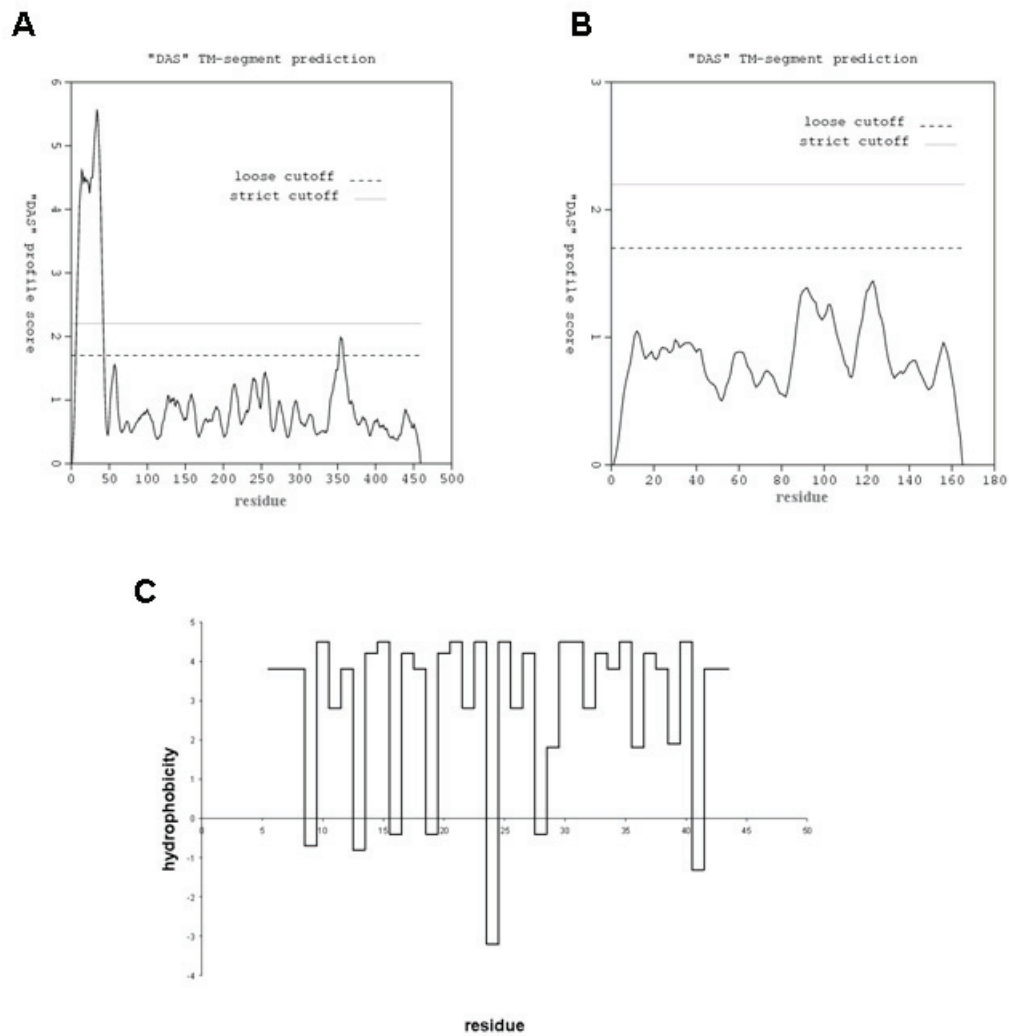 A
"DAS" TM-segment prediction
6
5
4
3
2
1
0
"DAS" profile score
loose cutoff
strict cutoff
0 50 100 150 200 250 300 350 400 450 500
residue
B
"DAS" TM-segment prediction
3
2
1
0
"DAS" profile score
loose cutoff
strict cutoff
0 20 40 60 80 100 120 140 160 180
residue
C
5
4
3
2
1
0
-1
-2
-3
-4
hydrophobicity
0 5 10 15 20 25 30 35 40 45 50
residue